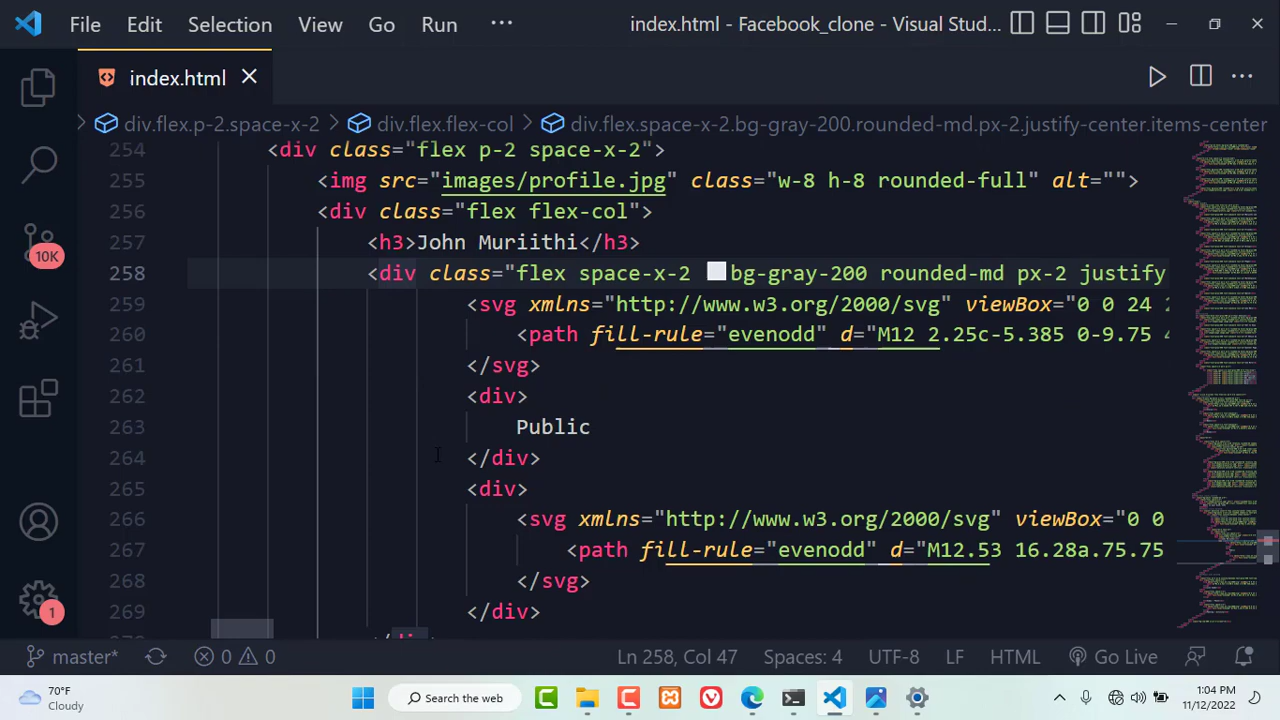 File Edit Selection View Go Run ··· index.html - Facebook_clone - Visual Stud...
index.html
div.flex.p-2.space-x-2 > div.flex.flex-col > div.flex.space-x-2.bg-gray-200.rounded-md.px-2.justify-center.items-center
254 <div class="flex p-2 space-x-2">
255 <img src="images/profile.jpg" class="w-8 h-8 rounded-full" alt="">
256 <div class="flex flex-col">
257 <h3>John Muriithi</h3>
258 <div class="flex space-x-2 bg-gray-200 rounded-md px-2 justify
259 <svg xmlns="http://www.w3.org/2000/svg" viewBox="0 0 24
10K
260 <path fill-rule="evenodd" d="M12 2.25c-5.385 0-9.75
261 </svg>
262 <div>
263 Public
264 </div>
265 <div>
266 <svg xmlns="http://www.w3.org/2000/svg" viewBox="0 0
267 <path fill-rule="evenodd" d="M12.53 16.28a.75.75
268 </svg>
269 </div>
1
master* 0 0 Ln 258, Col 47 Spaces: 4 UTF-8 LF HTML Go Live
70°F
Cloudy
Search the web
1:04 PM
11/12/2022